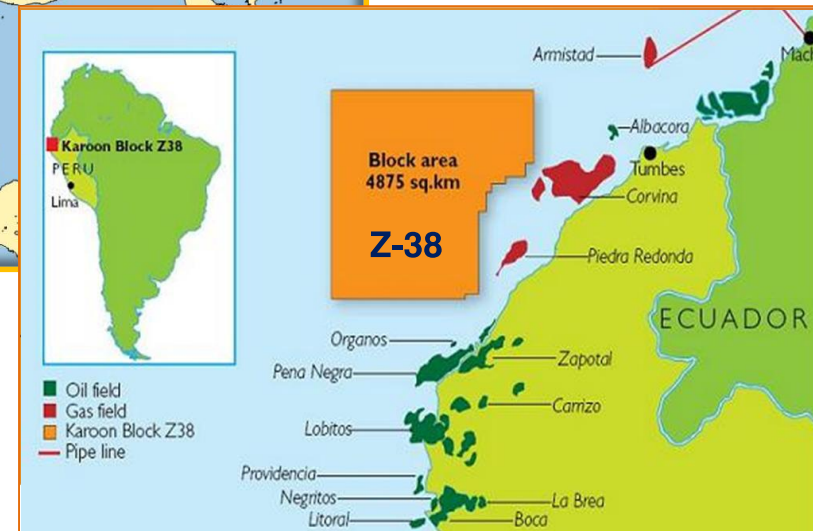 Armistad
Mach
Karoon Block Z38
PERU
Lima
Block area
4875 sq.km
Z-38
Albacora
Tumbes
Corvina
Piedra Redonda
ECUADOR
Organos
Zapotal
Pena Negra
Carrizo
Lobitos
Oil field
Gas field
Karoon Block Z38
Pipe line
Providencia
Negritos
La Brea
Litoral
Boca